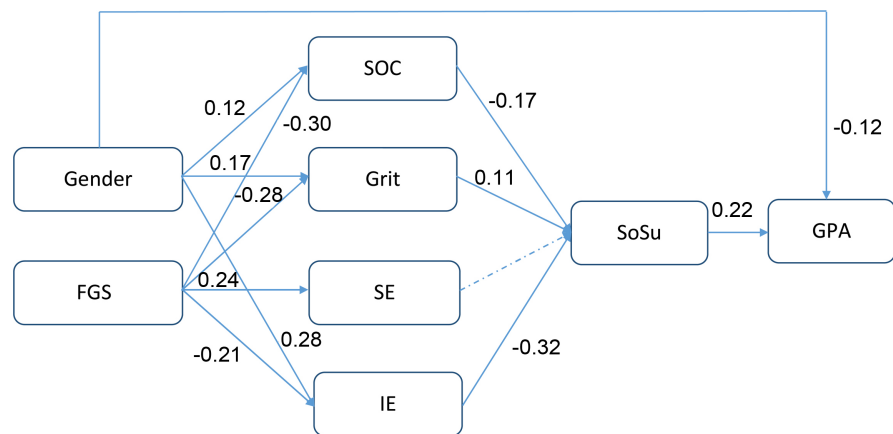 SOC
0.12
-0.30
-0.17
-0.12
Gender
0.17
Grit
-0.28
0.11
SoSu
0.22
GPA
FGS
0.24
SE
-0.21
0.28
-0.32
IE